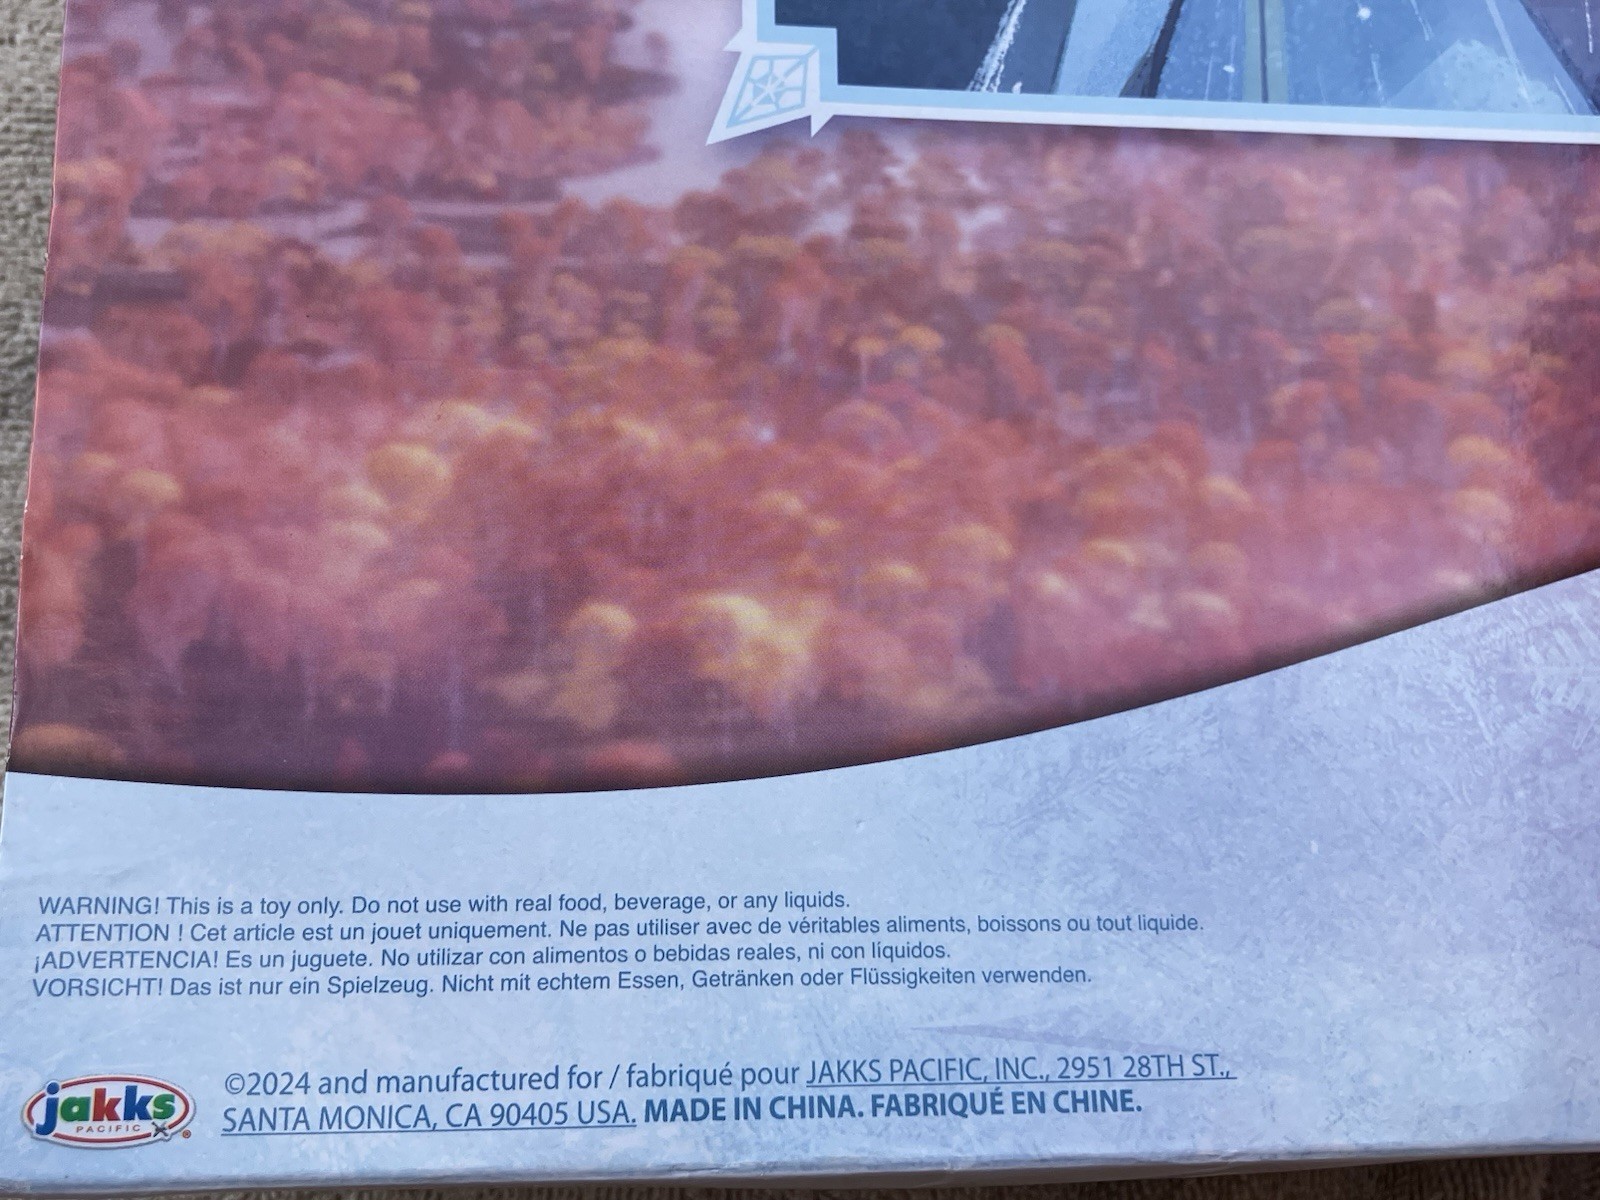 WARNING! This is a toy only. Do not use with real food, beverage, or any liquids.
ATTENTION ! Cet article est un jouet uniquement. Ne pas utiliser avec de véritables aliments, boissons ou tout liquide.
¡ADVERTENCIA! Es un juguete. No utilizar con alimentos o bebidas reales, ni con líquidos.
VORSICHT! Das ist nur ein Spielzeug. Nicht mit echtem Essen, Getränken oder Flüssigkeiten verwenden.
jakks
PACIFIC
®
©2024 and manufactured for / fabriqué pour JAKKS PACIFIC, INC., 2951 28TH ST.,
SANTA MONICA, CA 90405 USA. MADE IN CHINA. FABRIQUÉ EN CHINE.